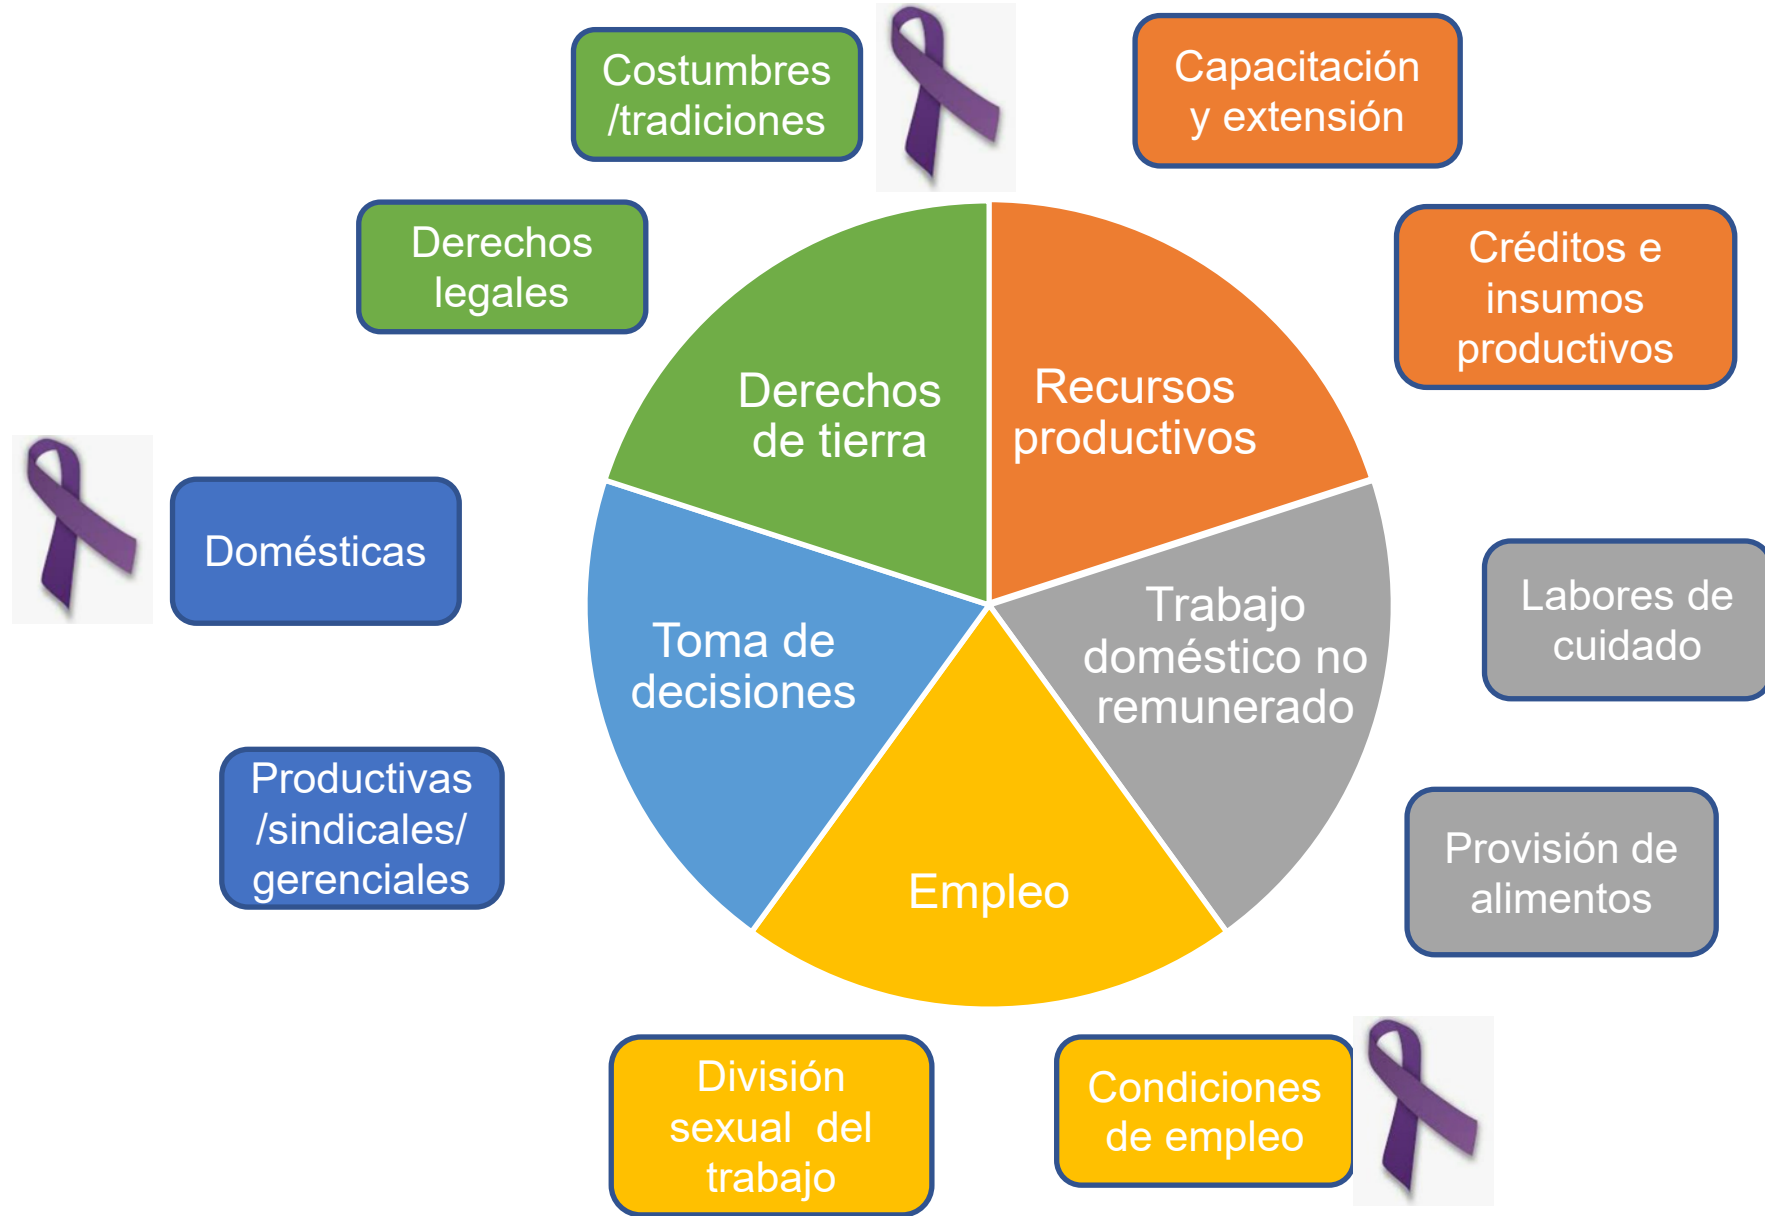 Costumbres
/tradiciones
Capacitación
y extensión
Derechos
legales
Créditos e
insumos
productivos
Derechos
de tierra
Recursos
productivos
Domésticas
Toma de
decisiones
Trabajo
doméstico no
remunerado
Labores de
cuidado
Productivas
/sindicales/
gerenciales
Empleo
Provisión de
alimentos
División
sexual  del
trabajo
Condiciones
de empleo